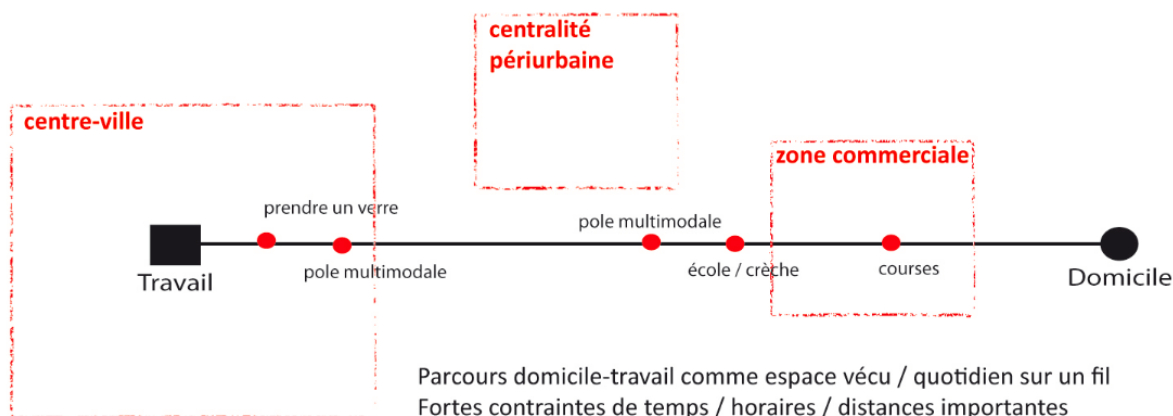 centralité
périurbaine
centre-ville
zone commerciale
prendre un verre
pole multimodale
pole multimodale
école / crèche
courses
Travail
Domicile
Parcours domicile-travail comme espace vécu / quotidien sur un fil
Fortes contraintes de temps / horaires / distances importantes